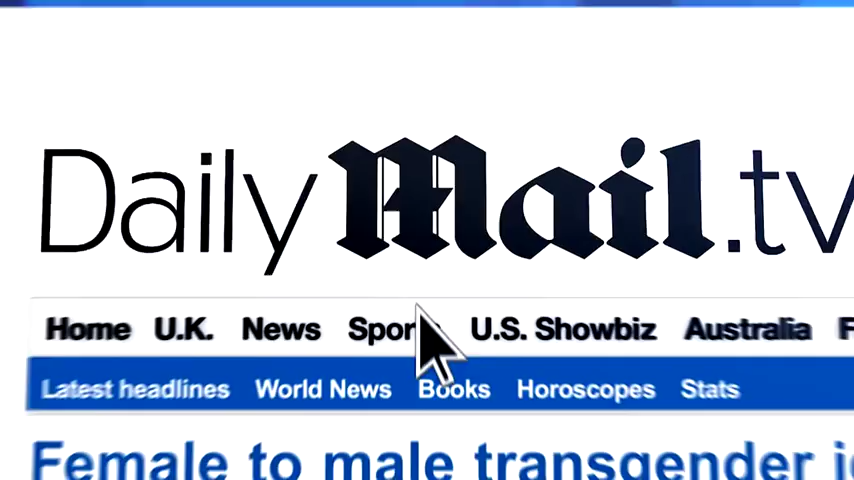 Daily Mail.tv
Home U.K. News Sport U.S. Showbiz Australia
Latest headlines World News Books Horoscopes Stats
Female to male transgender